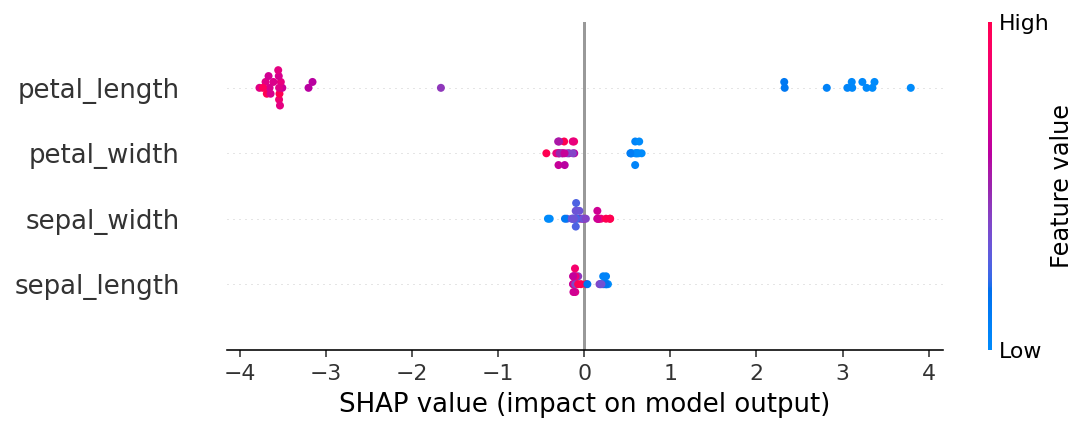 High
petal_length
petal_width
sepal_width
sepal_length
Feature value
Low
−4 −3 −2 −1 0 1 2 3 4
SHAP value (impact on model output)